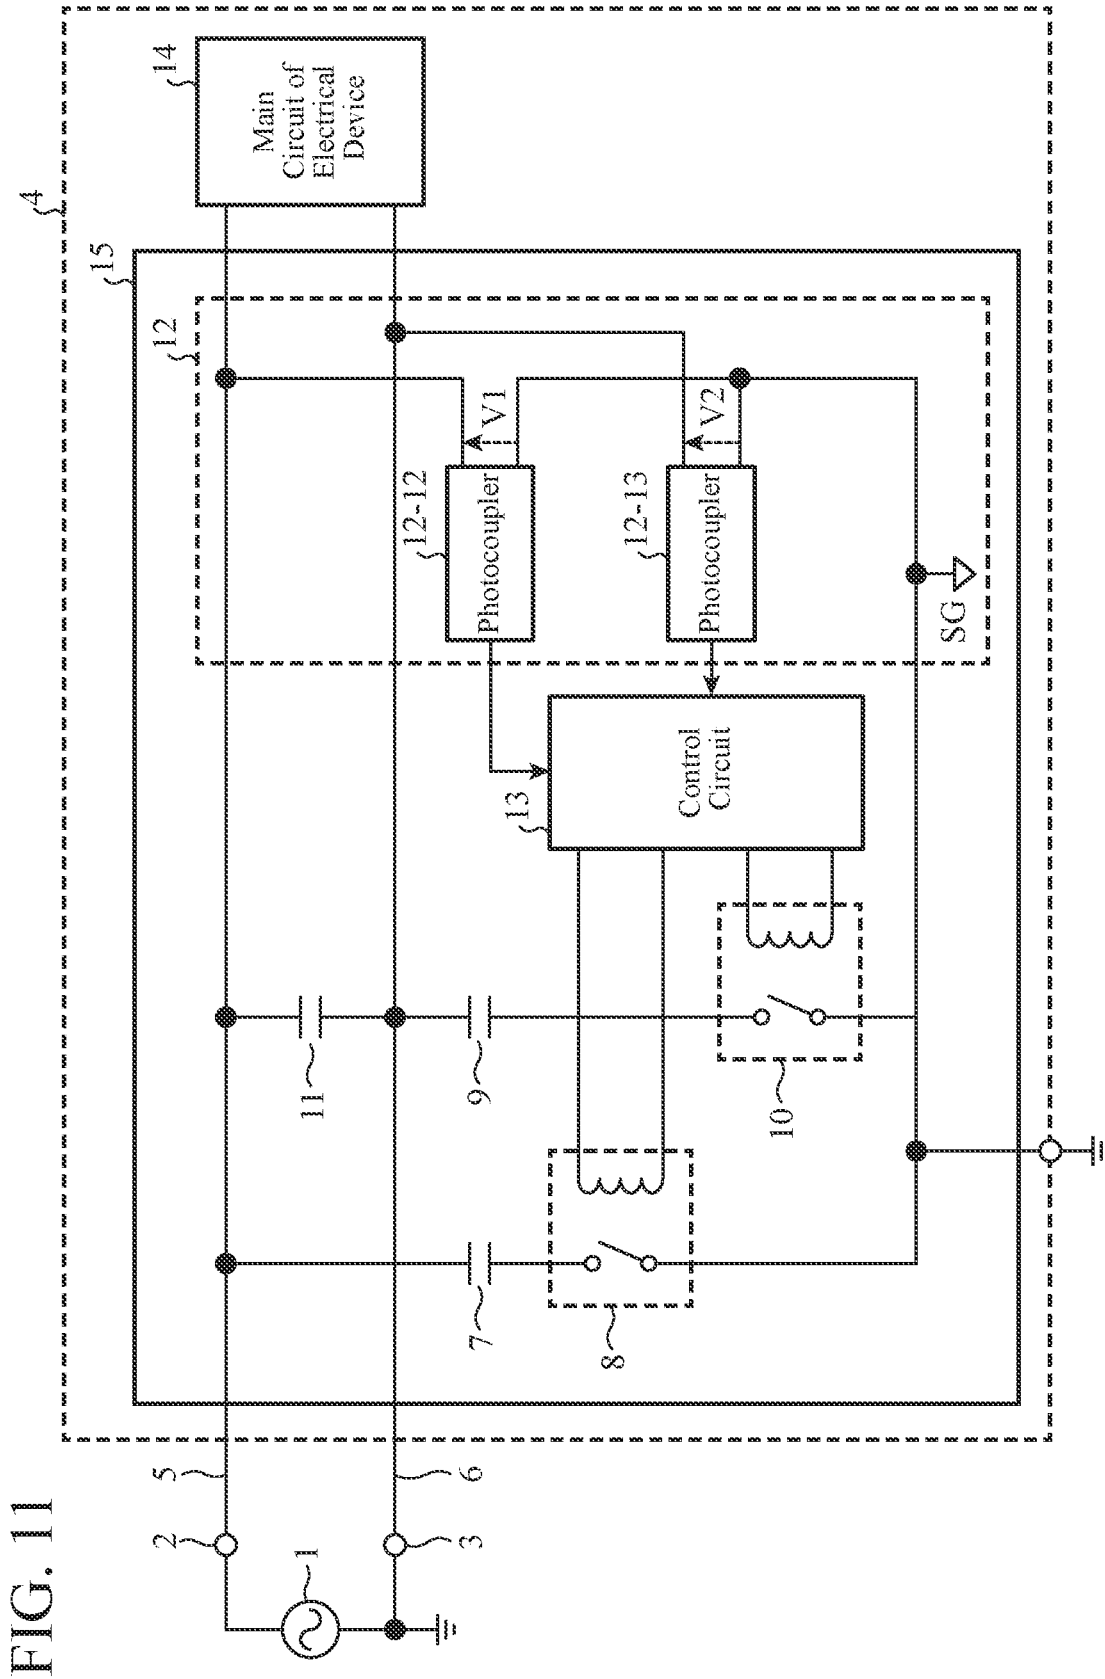 FIG. 11
4
15
12
14
Main
Circuit of
Electrical
Device
2
5
1
3
6
11
9
7
8
10
13
Control
Circuit
12-12
Photocoupler
V1
12-13
Photocoupler
V2
SG